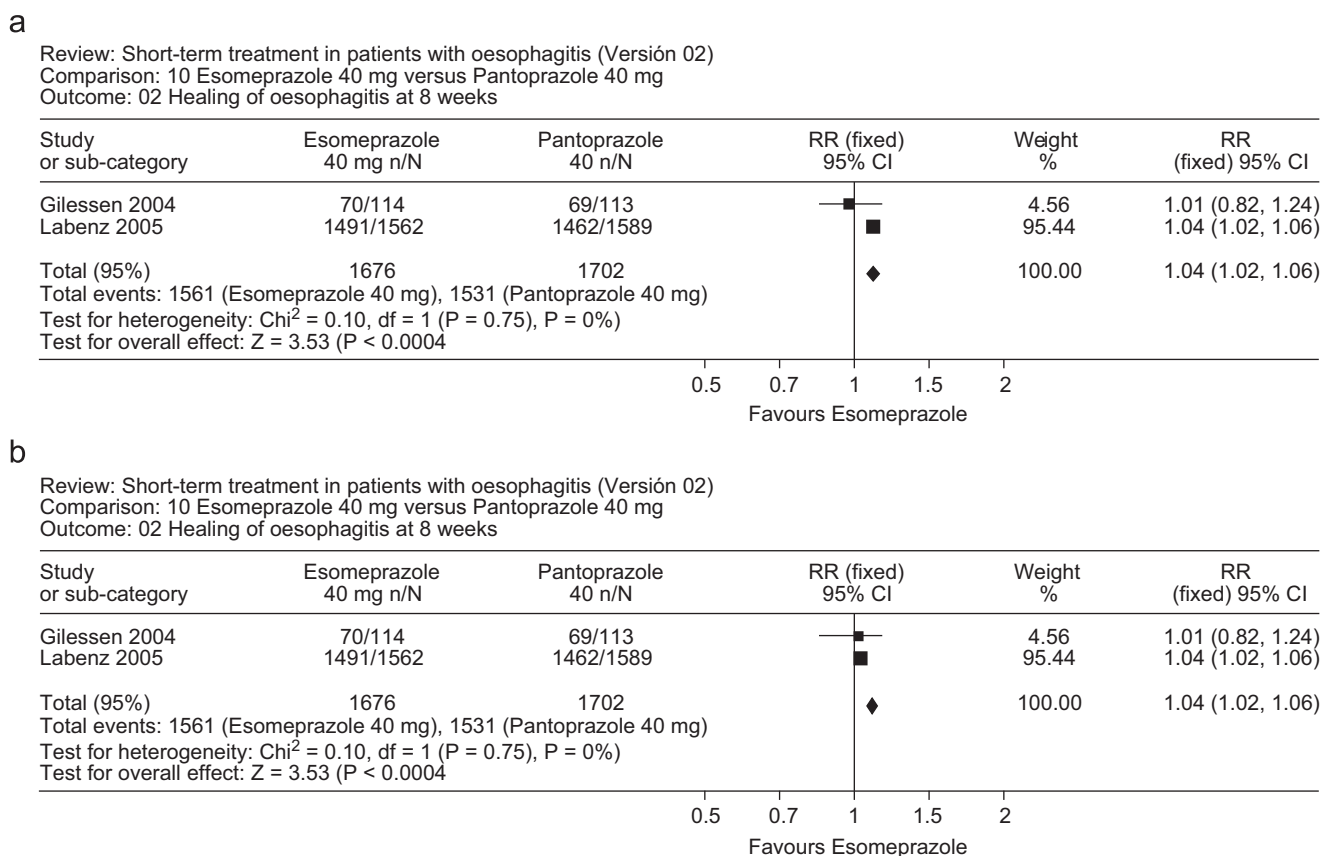 a
Review: Short-term treatment in patients with oesophagitis (Versión 02)
Comparison: 10 Esomeprazole 40 mg versus Pantoprazole 40 mg
Outcome: 02 Healing of oesophagitis at 8 weeks
Study Esomeprazole Pantoprazole RR (fixed) Weight RR
or sub-category 40 mg n/N 40 n/N 95% CI % (fixed) 95% CI
Gilessen 2004 70/114 69/113 4.56 1.01 (0.82, 1.24)
Labenz 2005 1491/1562 1462/1589 95.44 1.04 (1.02, 1.06)
Total (95%) 1676 1702 100.00 1.04 (1.02, 1.06)
Total events: 1561 (Esomeprazole 40 mg), 1531 (Pantoprazole 40 mg)
Test for heterogeneity: Chi² = 0.10, df = 1 (P = 0.75), P = 0%)
Test for overall effect: Z = 3.53 (P < 0.0004
0.5 0.7 1 1.5 2
Favours Esomeprazole
b
Review: Short-term treatment in patients with oesophagitis (Versión 02)
Comparison: 10 Esomeprazole 40 mg versus Pantoprazole 40 mg
Outcome: 02 Healing of oesophagitis at 8 weeks
Study Esomeprazole Pantoprazole RR (fixed) Weight RR
or sub-category 40 mg n/N 40 n/N 95% CI % (fixed) 95% CI
Gilessen 2004 70/114 69/113 4.56 1.01 (0.82, 1.24)
Labenz 2005 1491/1562 1462/1589 95.44 1.04 (1.02, 1.06)
Total (95%) 1676 1702 100.00 1.04 (1.02, 1.06)
Total events: 1561 (Esomeprazole 40 mg), 1531 (Pantoprazole 40 mg)
Test for heterogeneity: Chi² = 0.10, df = 1 (P = 0.75), P = 0%)
Test for overall effect: Z = 3.53 (P < 0.0004
0.5 0.7 1 1.5 2
Favours Esomeprazole